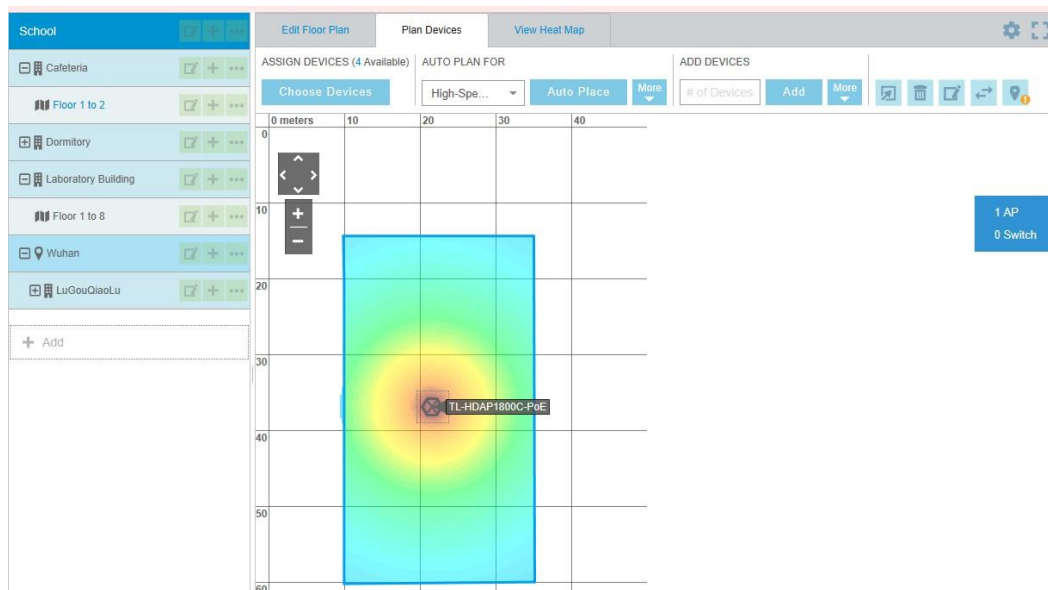 School
Edit Floor Plan
Plan Devices
View Heat Map
ASSIGN DEVICES (4 Available)
AUTO PLAN FOR
ADD DEVICES
Choose Devices
High-Spe...
Auto Place
More
# of Devices
Add
More
Cafeteria
Floor 1 to 2
Dormitory
Laboratory Building
Floor 1 to 8
Wuhan
LuGouQiaoLu
Add
0 meters
10
20
30
40
0
10
20
30
40
50
60
TL-HDAP1800C-PoE
1 AP
0 Switch